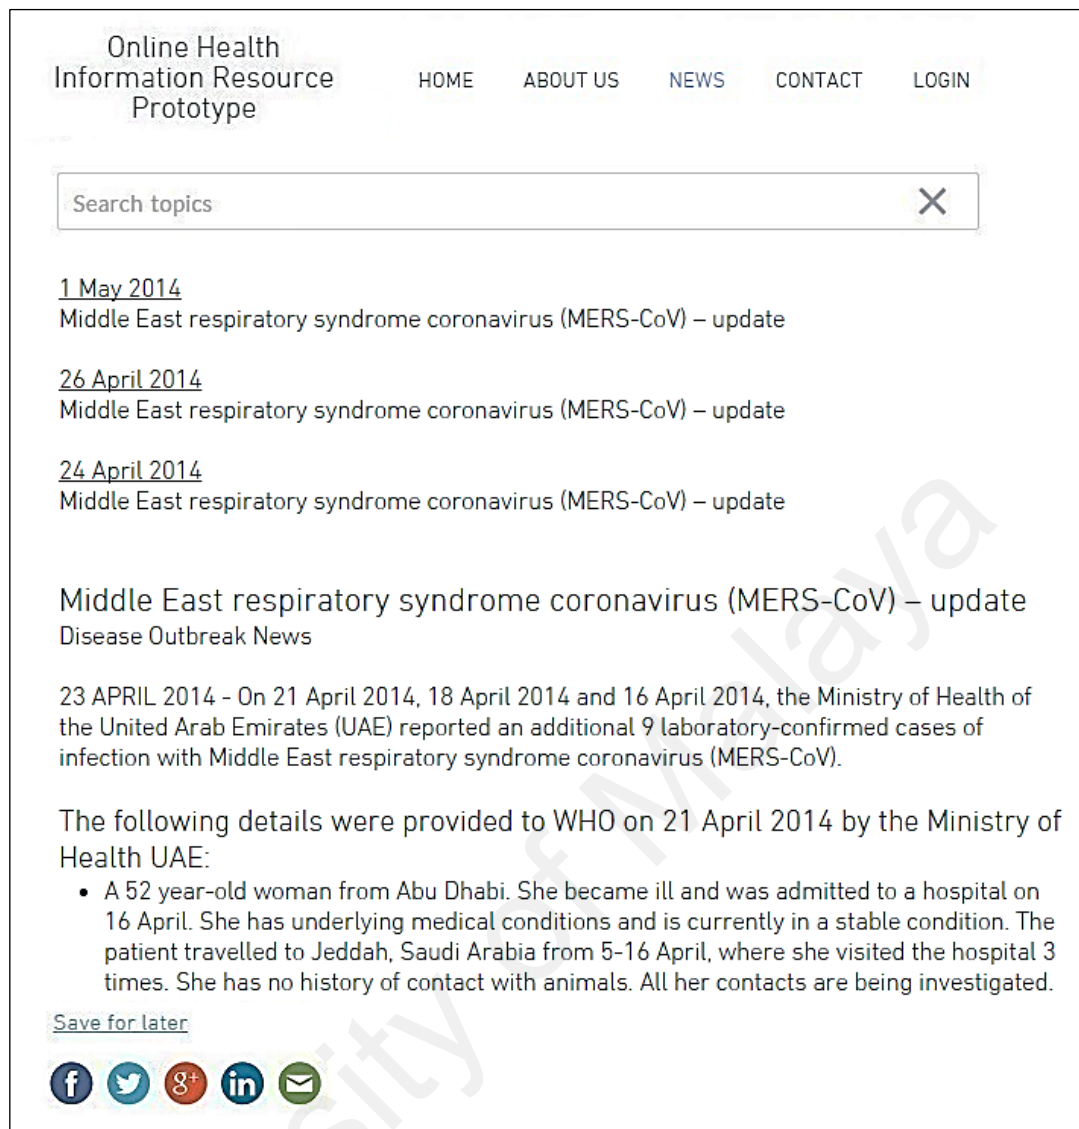 Online Health
Information Resource
Prototype
HOME ABOUT US NEWS CONTACT LOGIN
Search topics
1 May 2014
Middle East respiratory syndrome coronavirus (MERS-CoV) – update
26 April 2014
Middle East respiratory syndrome coronavirus (MERS-CoV) – update
24 April 2014
Middle East respiratory syndrome coronavirus (MERS-CoV) – update
Middle East respiratory syndrome coronavirus (MERS-CoV) – update
Disease Outbreak News
23 APRIL 2014 - On 21 April 2014, 18 April 2014 and 16 April 2014, the Ministry of Health of
the United Arab Emirates (UAE) reported an additional 9 laboratory-confirmed cases of
infection with Middle East respiratory syndrome coronavirus (MERS-CoV).
The following details were provided to WHO on 21 April 2014 by the Ministry of
Health UAE:
• A 52 year-old woman from Abu Dhabi. She became ill and was admitted to a hospital on
16 April. She has underlying medical conditions and is currently in a stable condition. The
patient travelled to Jeddah, Saudi Arabia from 5-16 April, where she visited the hospital 3
times. She has no history of contact with animals. All her contacts are being investigated.
Save for later
f g+ in
sity of Malaya